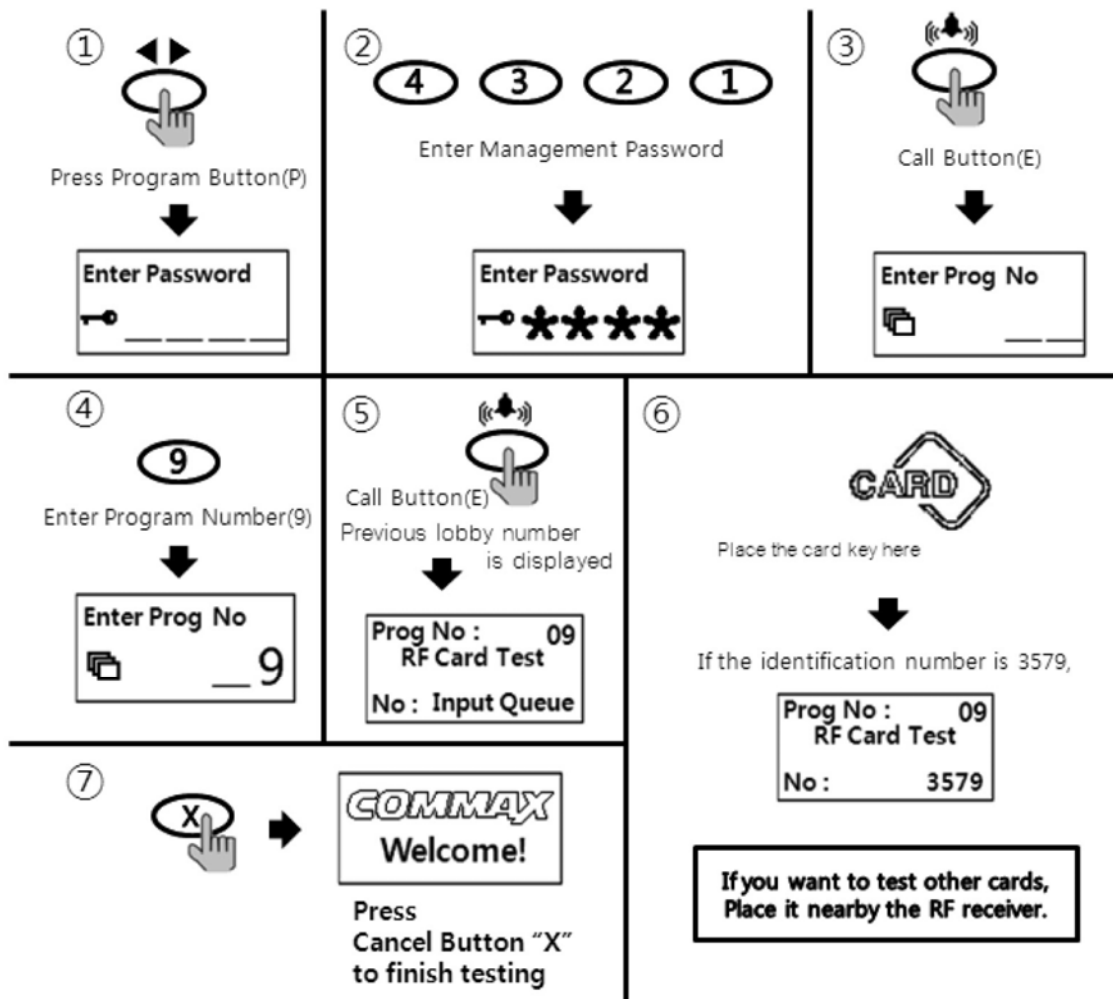 ①
Press Program Button(P)
Enter Password
②
4 3 2 1
Enter Management Password
Enter Password
③
Call Button(E)
Enter Prog No
④
9
Enter Program Number(9)
Enter Prog No
9
⑤
Call Button(E)
Previous lobby number
is displayed
Prog No : 09
RF Card Test
No : Input Queue
⑥
CARD
Place the card key here
If the identification number is 3579,
Prog No : 09
RF Card Test
No : 3579
If you want to test other cards,
Place it nearby the RF receiver.
⑦
X
COMMAX
Welcome!
Press
Cancel Button “X”
to finish testing